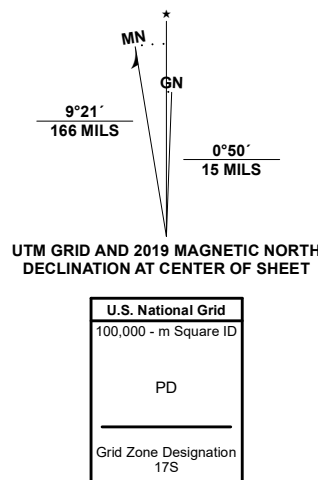 ★
MN
GN
9°21´
166 MILS
0°50´
15 MILS
UTM GRID AND 2019 MAGNETIC NORTH
DECLINATION AT CENTER OF SHEET
U.S. National Grid
100,000 - m Square ID
PD
Grid Zone Designation
17S